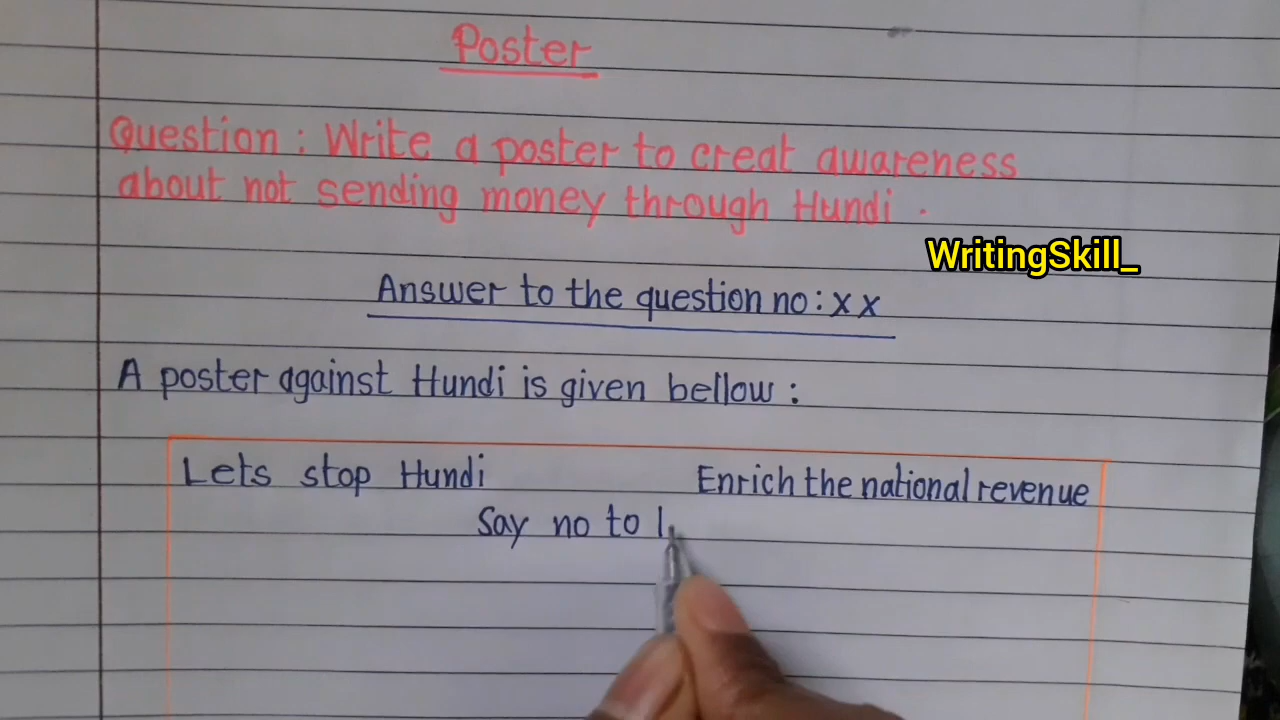 Poster
Question : Write a poster to creat awareness
about not sending money through Hundi .
WritingSkill_
Answer to the question no : x x
A poster against Hundi is given bellow :
Lets stop Hundi Enrich the national revenue
Say no to